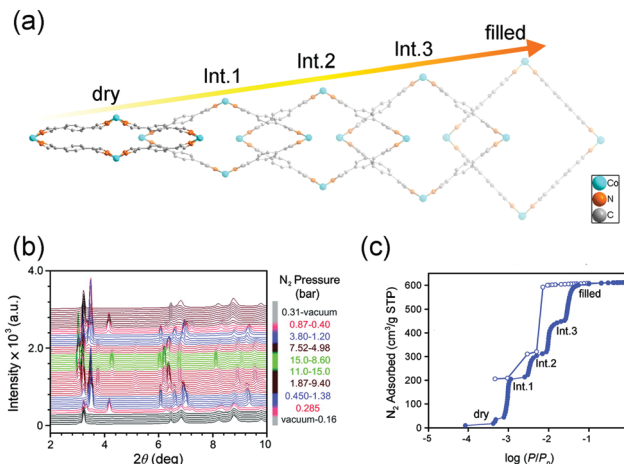 (a)
dry
Int.1
Int.2
Int.3
filled
Co
N
C
(b)
Intensity × 10³ (a.u.)
4.0
2.0
0
2
4
6
8
10
2θ (deg)
N₂ Pressure
(bar)
0.31-vacuum
0.87-0.40
3.80-1.20
7.52-4.98
15.0-8.60
11.0-15.0
1.87-9.40
0.450-1.38
0.285
vacuum-0.16
(c)
N₂ Adsorbed (cm³/g STP)
600
500
400
300
200
100
0
-5
-4
-3
-2
-1
0
log (P/P₀)
dry
Int.1
Int.2
Int.3
filled